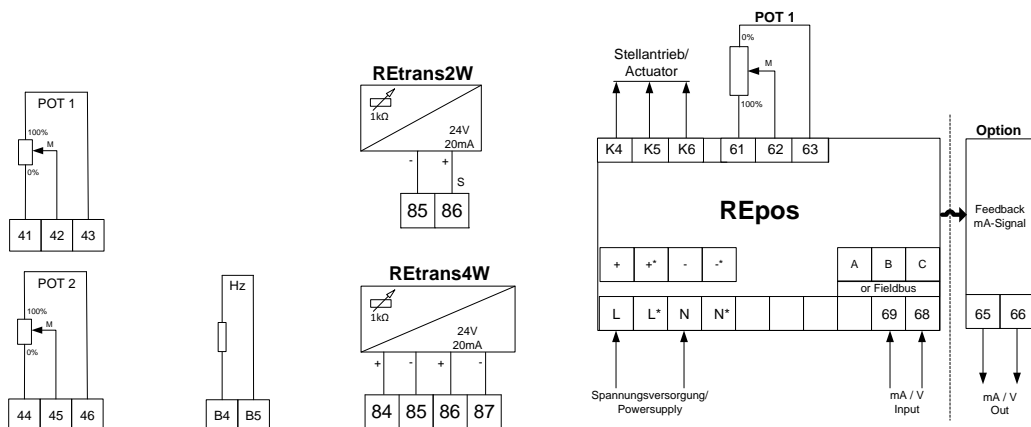 POT 1
100%
M
0%
41 42 43
POT 2
100%
M
0%
44 45 46
Hz
B4 B5
REtrans2W
1kΩ
24V
20mA
- +
S
85 86
REtrans4W
1kΩ
24V
20mA
+ - + -
84 85 86 87
POT 1
0%
M
100%
Stellantrieb/
Actuator
K4 K5 K6 61 62 63
REpos
+ +* - -*
A B C
or Fieldbus
L L* N N* 69 68
Spannungsversorgung/
Powersupply
mA / V
Input
Option
Feedback
mA-Signal
65 66
mA / V
Out